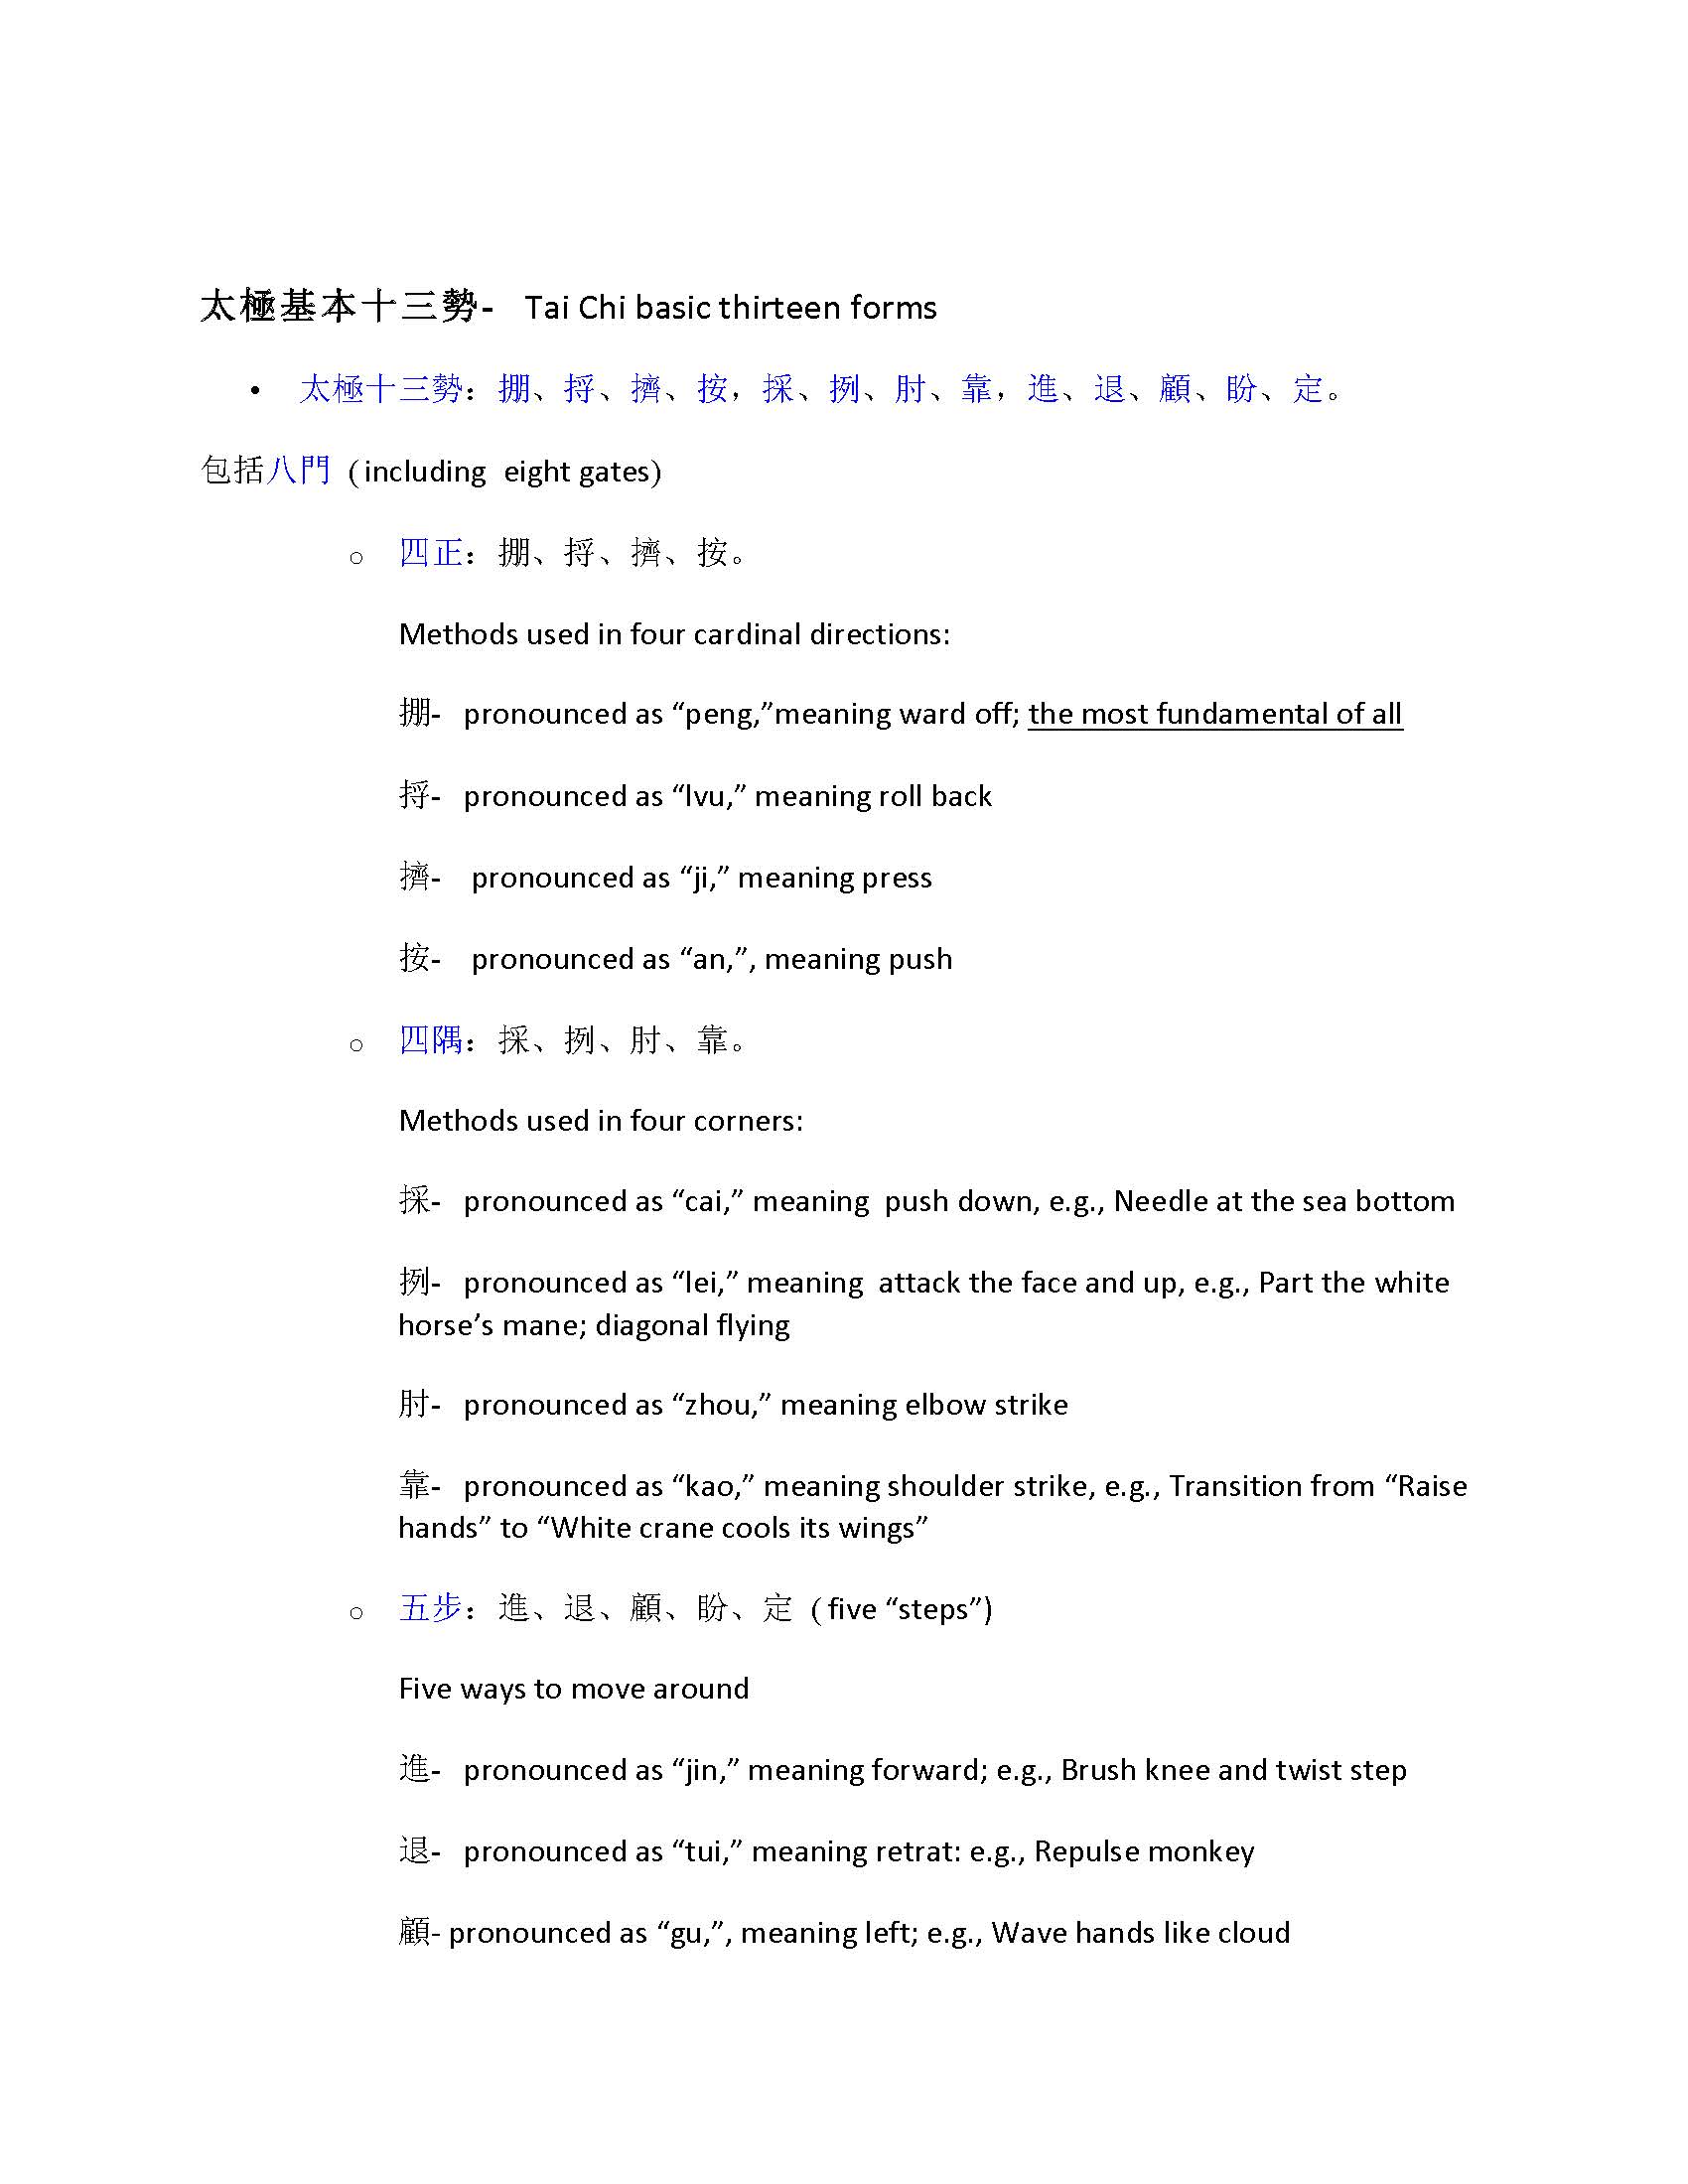 太極基本十三勢-   Tai Chi basic thirteen forms
•   太極十三勢：掤、捋、擠、按，採、挒、肘、靠，進、退、顧、盼、定。
包括八門（including  eight gates)
o   四正：掤、捋、擠、按。
Methods used in four cardinal directions:
掤-   pronounced as “peng,”meaning ward off; the most fundamental of all
捋-   pronounced as “lvu,” meaning roll back
擠-    pronounced as “ji,” meaning press
按-    pronounced as “an,”, meaning push
o   四隅：採、挒、肘、靠。
Methods used in four corners:
採-   pronounced as “cai,” meaning  push down, e.g., Needle at the sea bottom
挒-   pronounced as “lei,” meaning  attack the face and up, e.g., Part the white
horse’s mane; diagonal flying
肘-   pronounced as “zhou,” meaning elbow strike
靠-   pronounced as “kao,” meaning shoulder strike, e.g., Transition from “Raise
hands” to “White crane cools its wings”
o   五步：進、退、顧、盼、定（five “steps”)
Five ways to move around
進-   pronounced as “jin,” meaning forward; e.g., Brush knee and twist step
退-   pronounced as “tui,” meaning retrat: e.g., Repulse monkey
顧- pronounced as “gu,”, meaning left; e.g., Wave hands like cloud